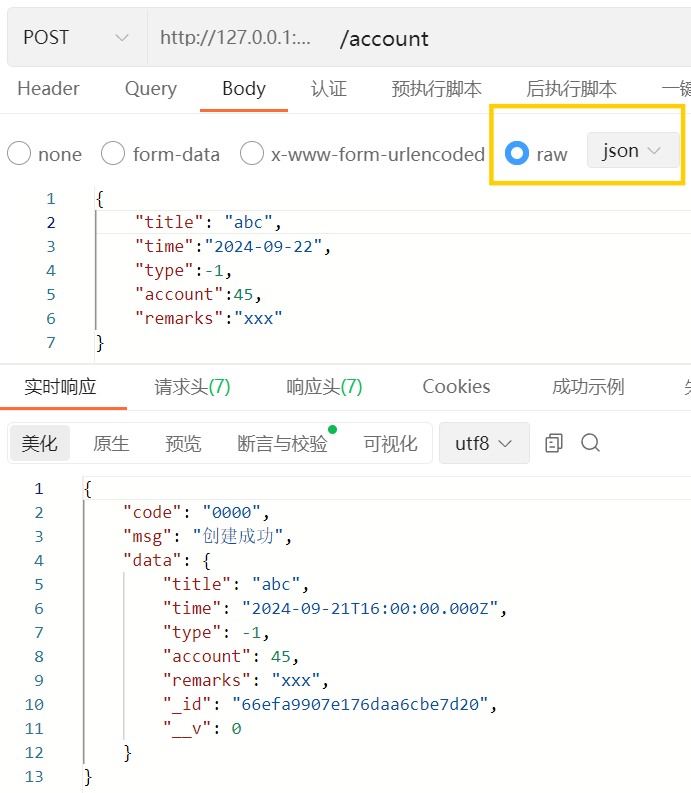 POST http://127.0.0.1:... /account
Header Query Body 认证 预执行脚本 后执行脚本 一键
none form-data x-www-form-urlencoded raw json
1 {
2 "title": "abc",
3 "time":"2024-09-22",
4 "type":-1,
5 "account":45,
6 "remarks":"xxx"
7 }
实时响应 请求头(7) 响应头(7) Cookies 成功示例
美化 原生 预览 断言与校验 可视化 utf8
1 {
2 "code": "0000",
3 "msg": "创建成功",
4 "data": {
5 "title": "abc",
6 "time": "2024-09-21T16:00:00.000Z",
7 "type": -1,
8 "account": 45,
9 "remarks": "xxx",
10 "_id": "66efa9907e176daa6cbe7d20",
11 "__v": 0
12 }
13 }